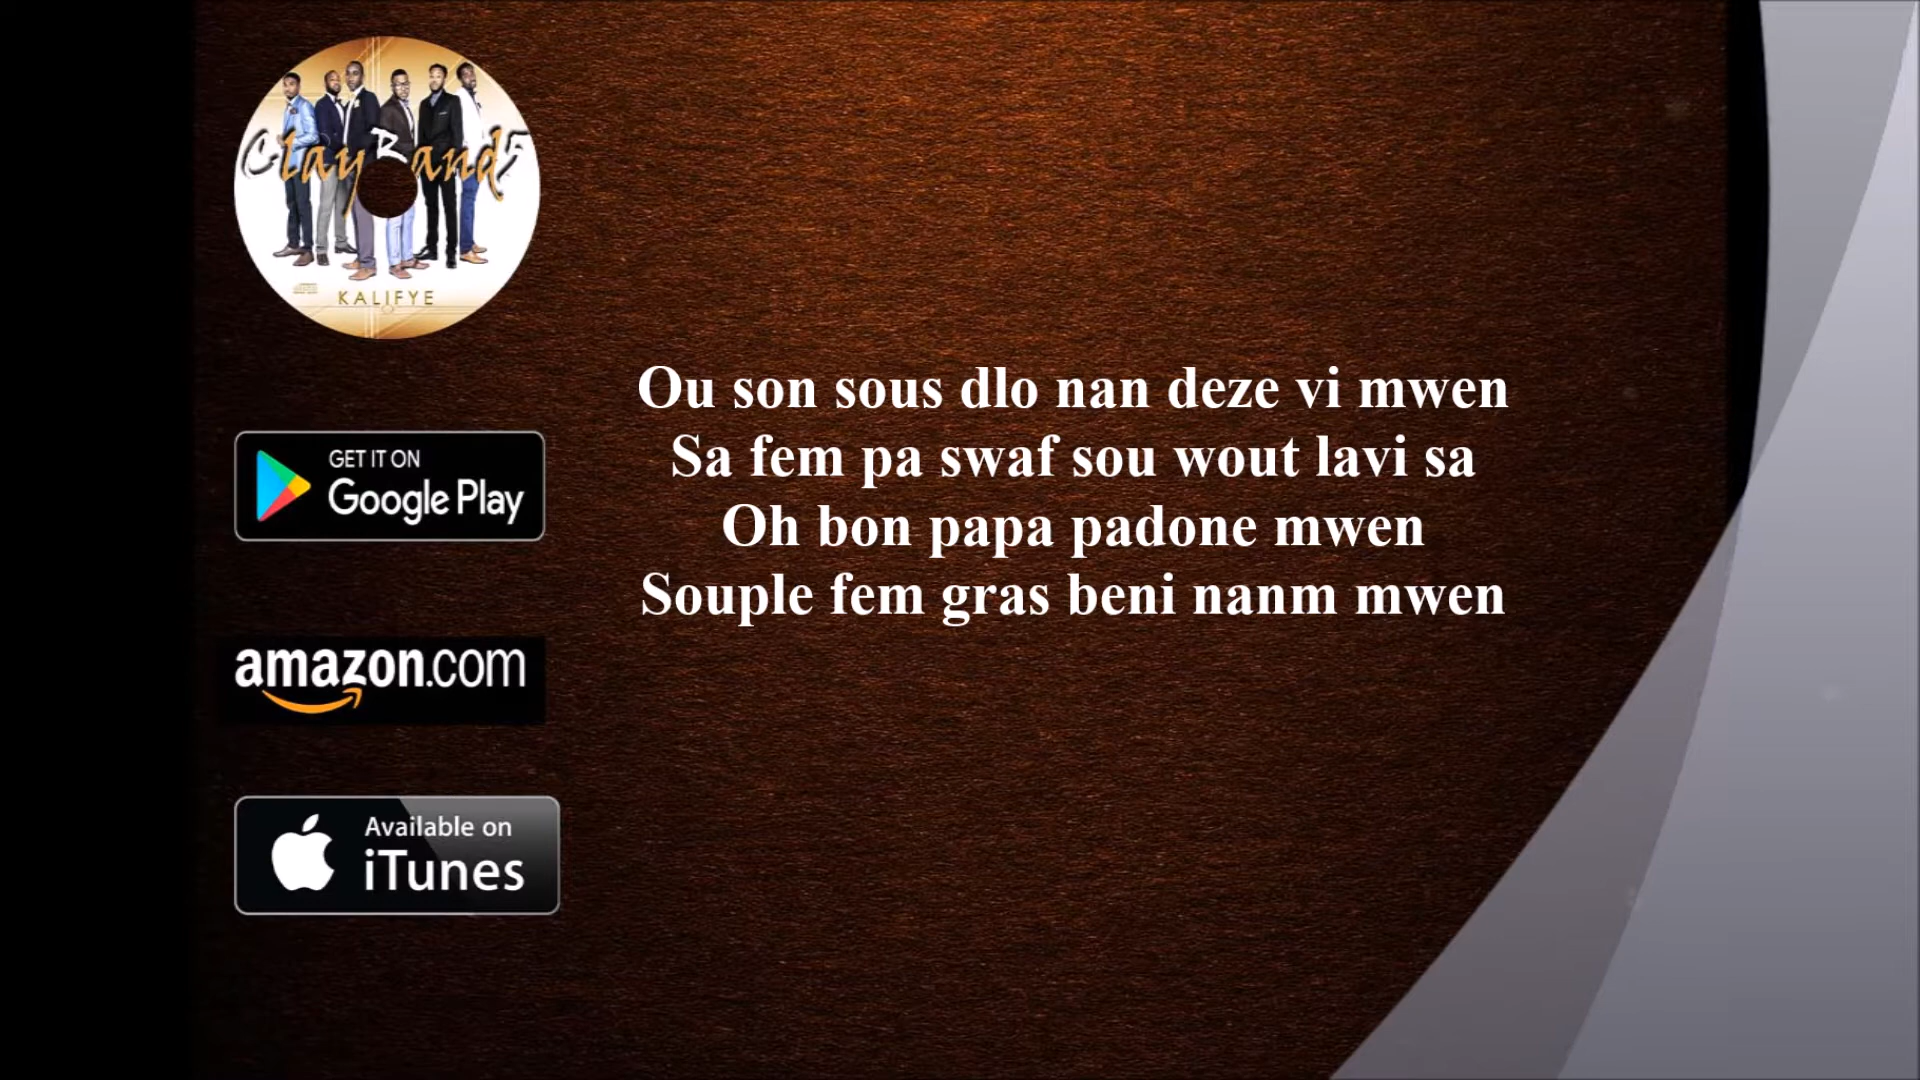 ClayBand5
KALIFYE
GET IT ON
Google Play
amazon.com
Available on
iTunes
Ou son sous dlo nan deze vi mwen
Sa fem pa swaf sou wout lavi sa
Oh bon papa padone mwen
Souple fem gras beni nanm mwen